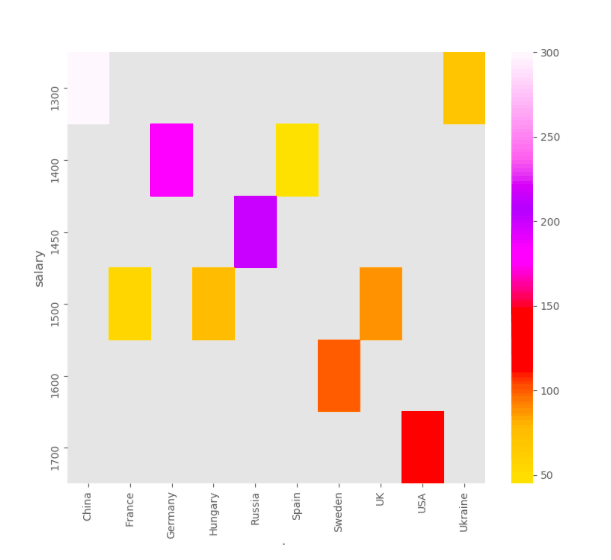 salary
1300
1400
1450
1500
1600
1700
China
France
Germany
Hungary
Russia
Spain
Sweden
UK
USA
Ukraine
300
250
200
150
100
50